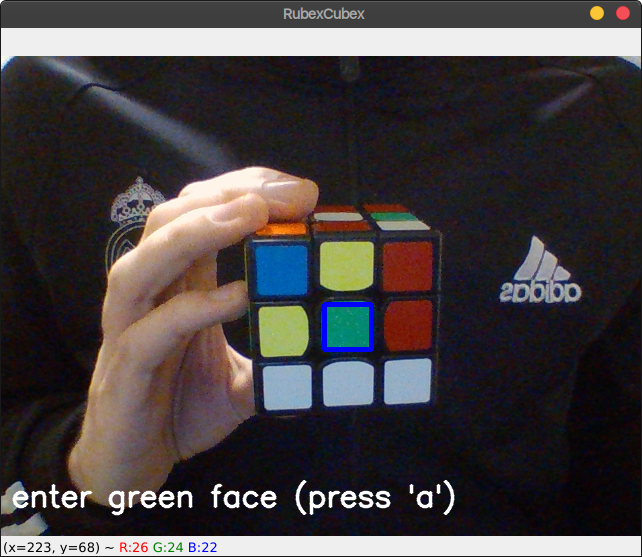 RubexCubex
adidas
enter green face (press 'a')
(x=223, y=68) ~ R:26 G:24 B:22